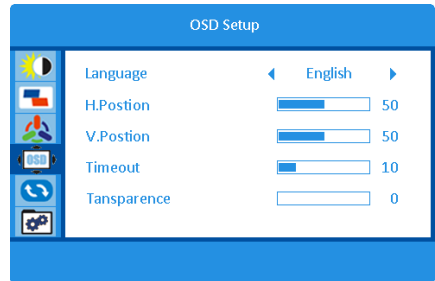 OSD Setup
Language English
H.Postion 50
V.Postion 50
OSD
Timeout 10
Tansparence 0